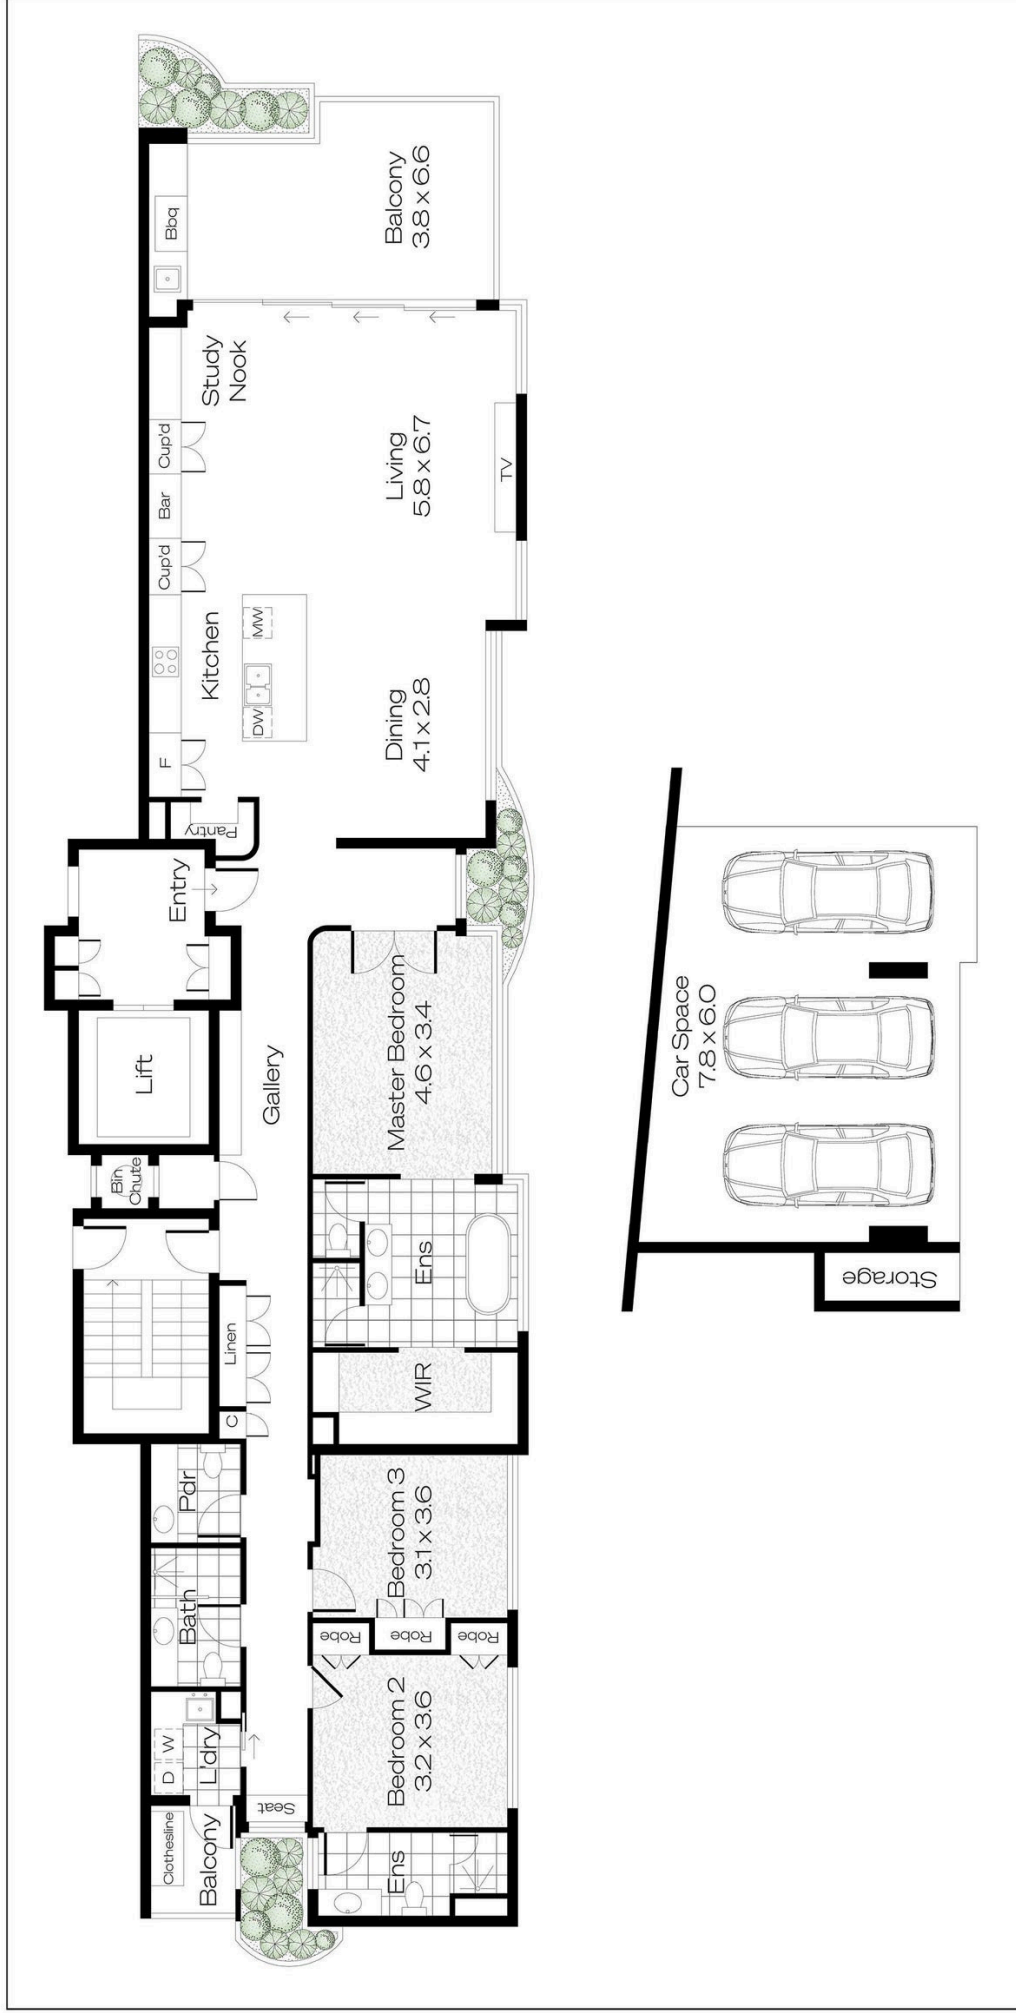 Bbq
Balcony
3.8 x 6.6
Study
Nook
Cup'd
Bar
Cup'd
Living
5.8 x 6.7
TV
Kitchen
MW
DW
F
Dining
4.1 x 2.8
Pantry
Entry
Lift
Gallery
Master Bedroom
4.6 x 3.4
Bin
Chute
Ens
Linen
C
WIR
Pdr
Bedroom 3
3.1 x 3.6
Bath
Robe
Robe
Robe
Bedroom 2
3.2 x 3.6
W
D
L'dry
Seat
Clothesline
Balcony
Ens
Car Space
7.8 x 6.0
Storage